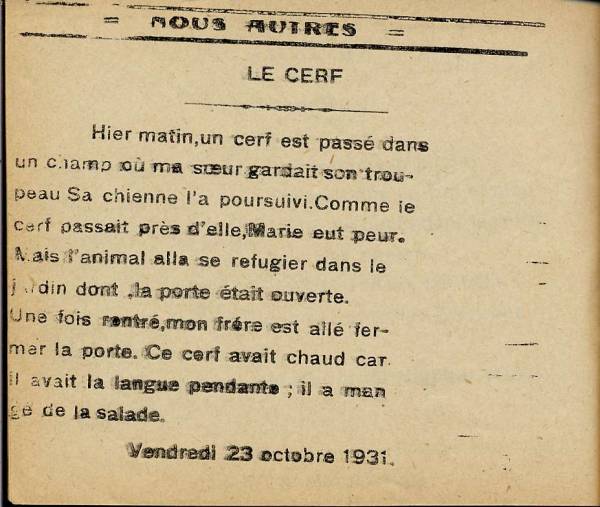 = NOUS AUTRES =
LE CERF
Hier matin,un cerf est passé dans
un champ où ma sœur gardait son trou-
peau Sa chienne l'a poursuivi.Comme le
cerf passait près d'elle,Marie eut peur.
Mais l'animal alla se refugier dans le
jardin dont la porte était ouverte.
Une fois rentré,mon frére est allé fer-
mer la porte. Ce cerf avait chaud car
il avait la langue pendante ; il a man
gé de la salade.
Vendredi 23 octobre 1931.